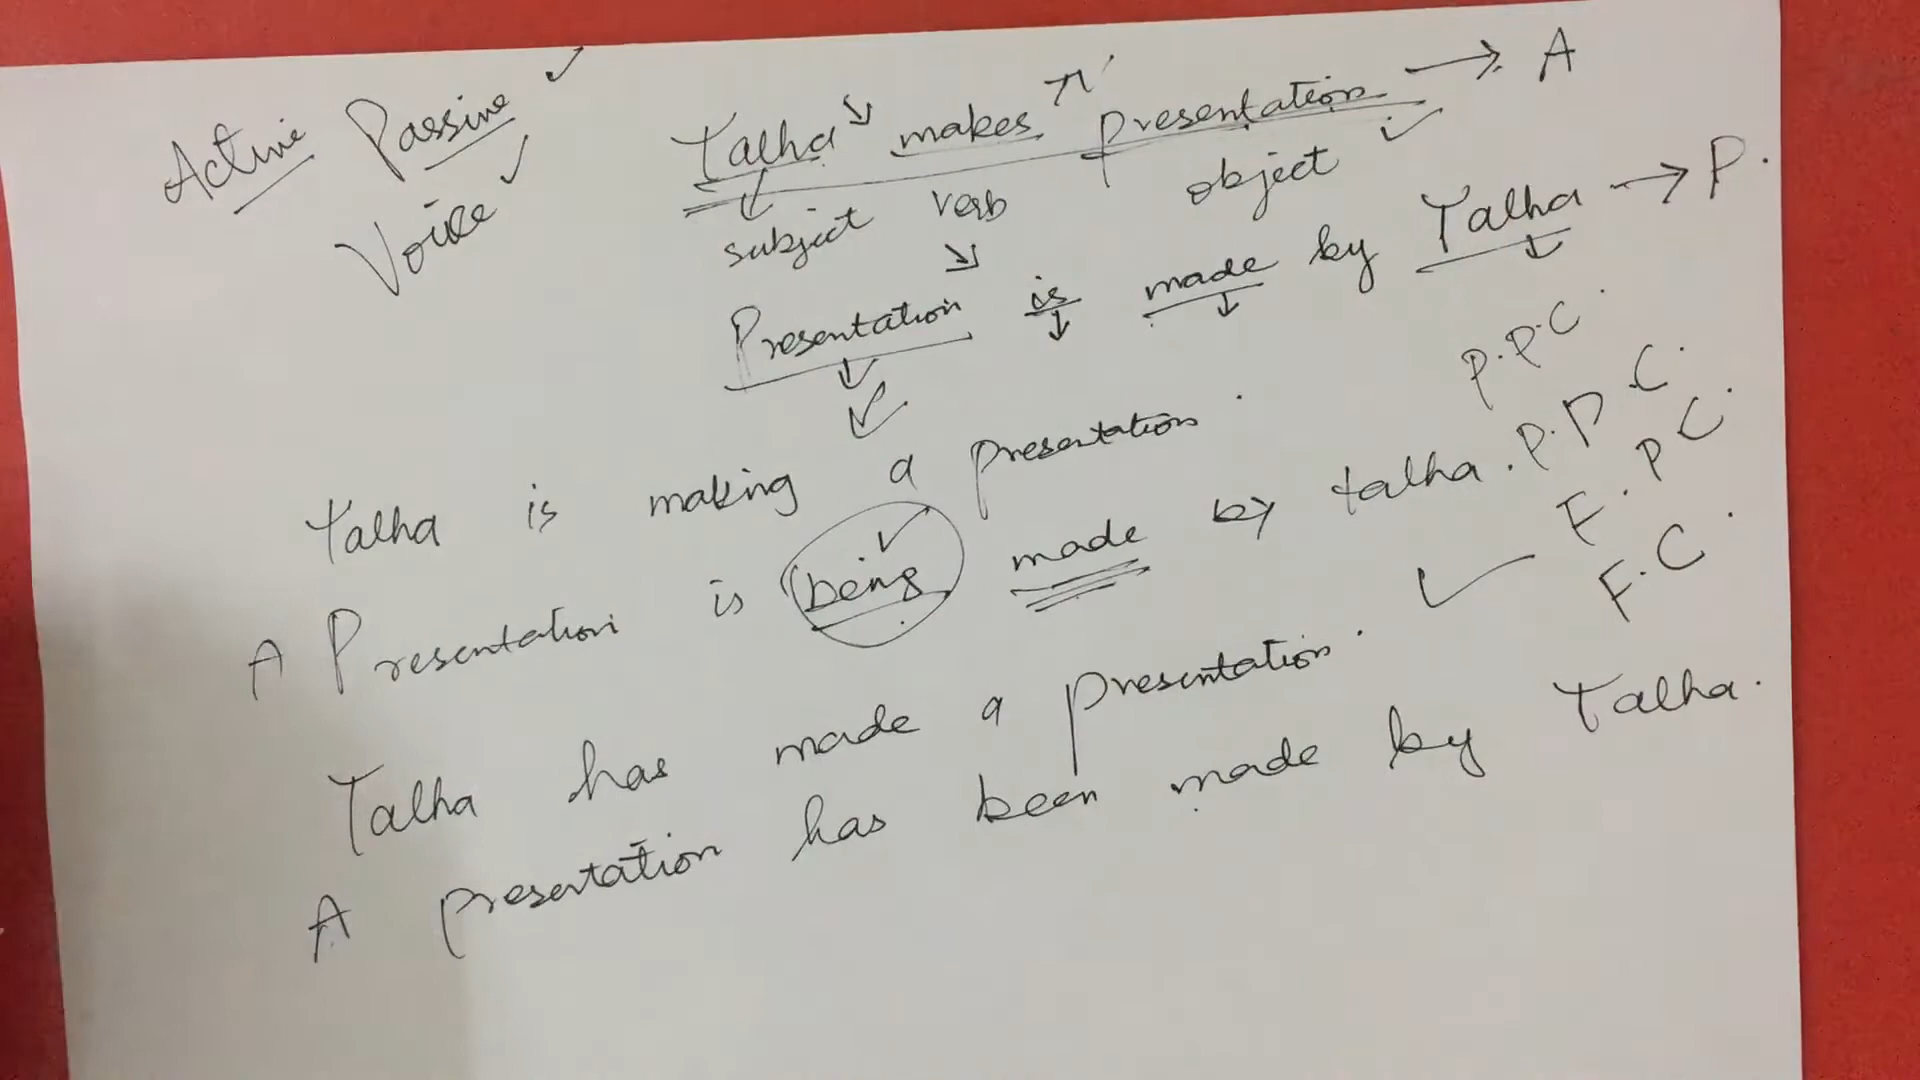 Active Passive
Voice
Talha makes presentation → A
subject verb object
Presentation is made by Talha → P.
P.P.C.
Talha is making a presentation.
P.P.C.
A Presentation is being made by talha.
F.P.C.
F.C.
Talha has made a presentation.
A presentation has been made by Talha.